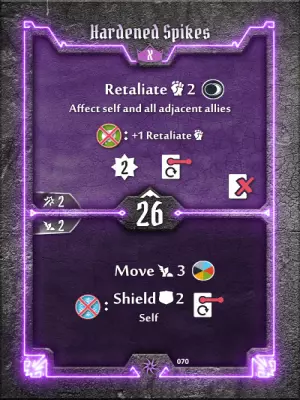 Hardened Spikes
X
Retaliate 2
Affect self and all adjacent allies
: +1 Retaliate
2
2
26
2
Move 3
: Shield 2
Self
070